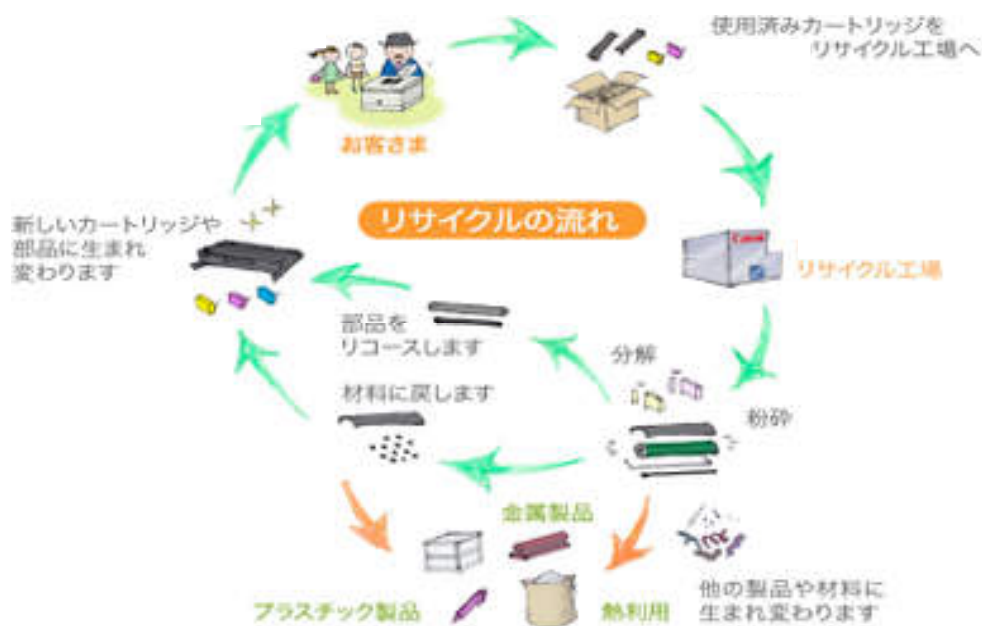 使用済みカートリッジを
リサイクル工場へ
お客さま
リサイクルの流れ
新しいカートリッジや
部品に生まれ
変わります
Canon
リサイクル工場
部品を
リユースします
分解
材料に戻します
粉砕
金属製品
プラスチック製品
熱利用
他の製品や材料に
生まれ変わります